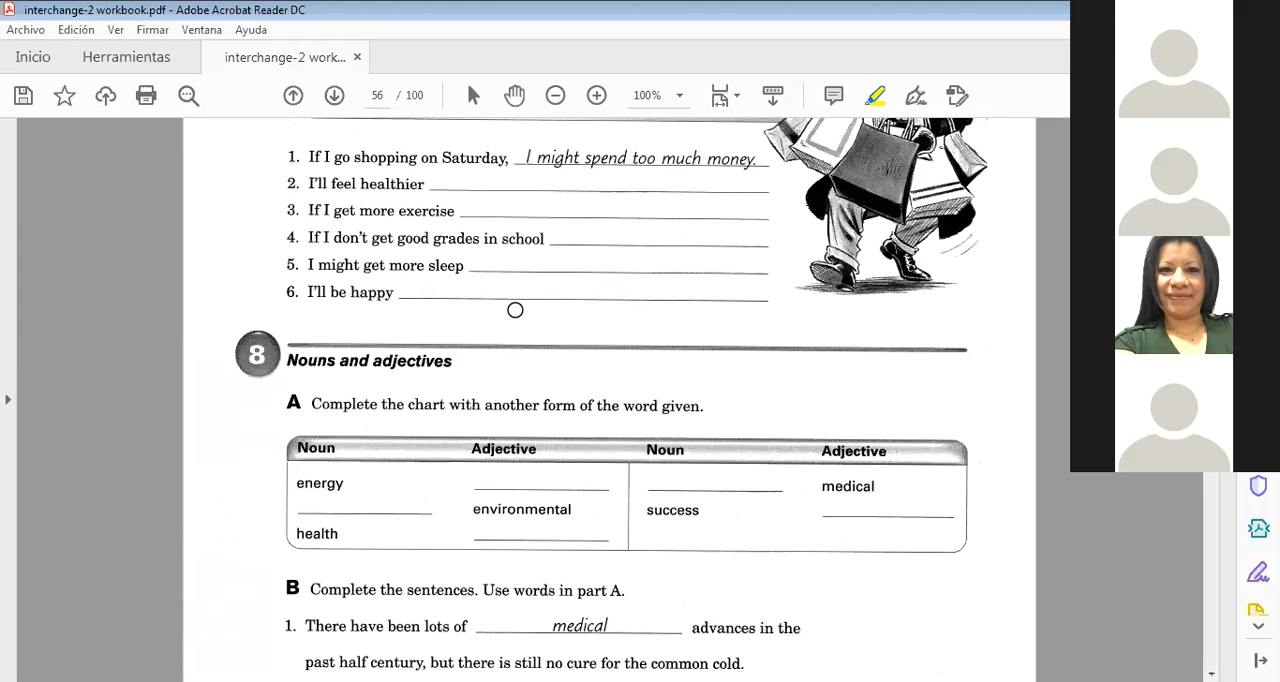 interchange-2 workbook.pdf - Adobe Acrobat Reader DC
Archivo Edición Ver Firmar Ventana Ayuda
Inicio Herramientas interchange-2 work... ×
56 / 100 100%
1. If I go shopping on Saturday, I might spend too much money.
2. I'll feel healthier
3. If I get more exercise
4. If I don't get good grades in school
5. I might get more sleep
6. I'll be happy
8
Nouns and adjectives
A Complete the chart with another form of the word given.
Noun Adjective Noun Adjective
energy medical
environmental success
health
B Complete the sentences. Use words in part A.
1. There have been lots of medical advances in the
past half century, but there is still no cure for the common cold.